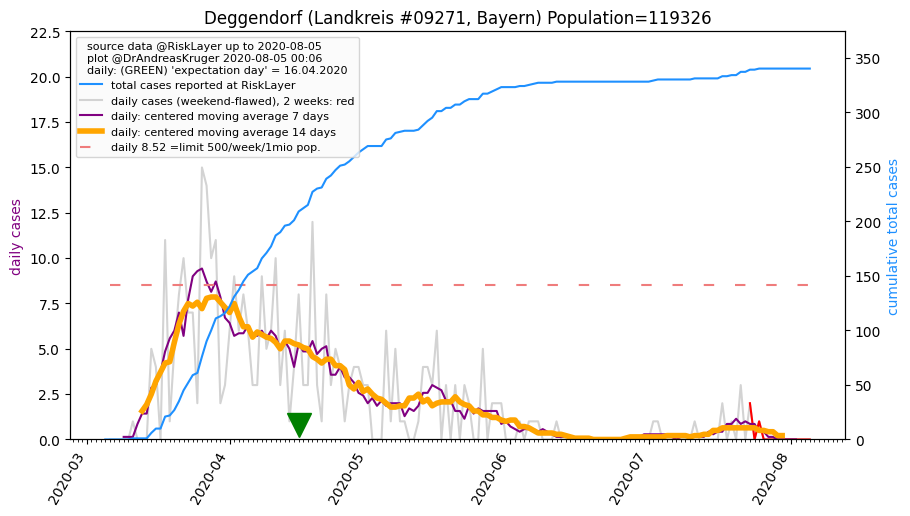 Deggendorf (Landkreis #09271, Bayern) Population=119326
source data @RiskLayer up to 2020-08-05
plot @DrAndreasKruger 2020-08-05 00:06
daily: (GREEN) 'expectation day' = 16.04.2020
total cases reported at RiskLayer
daily cases (weekend-flawed), 2 weeks: red
daily: centered moving average 7 days
daily: centered moving average 14 days
daily 8.52 =limit 500/week/1mio pop.
daily cases
22.5
20.0
17.5
15.0
12.5
10.0
7.5
5.0
2.5
0.0
350
300
250
200
150
100
50
0
cumulative total cases
2020-03
2020-04
2020-05
2020-06
2020-07
2020-08